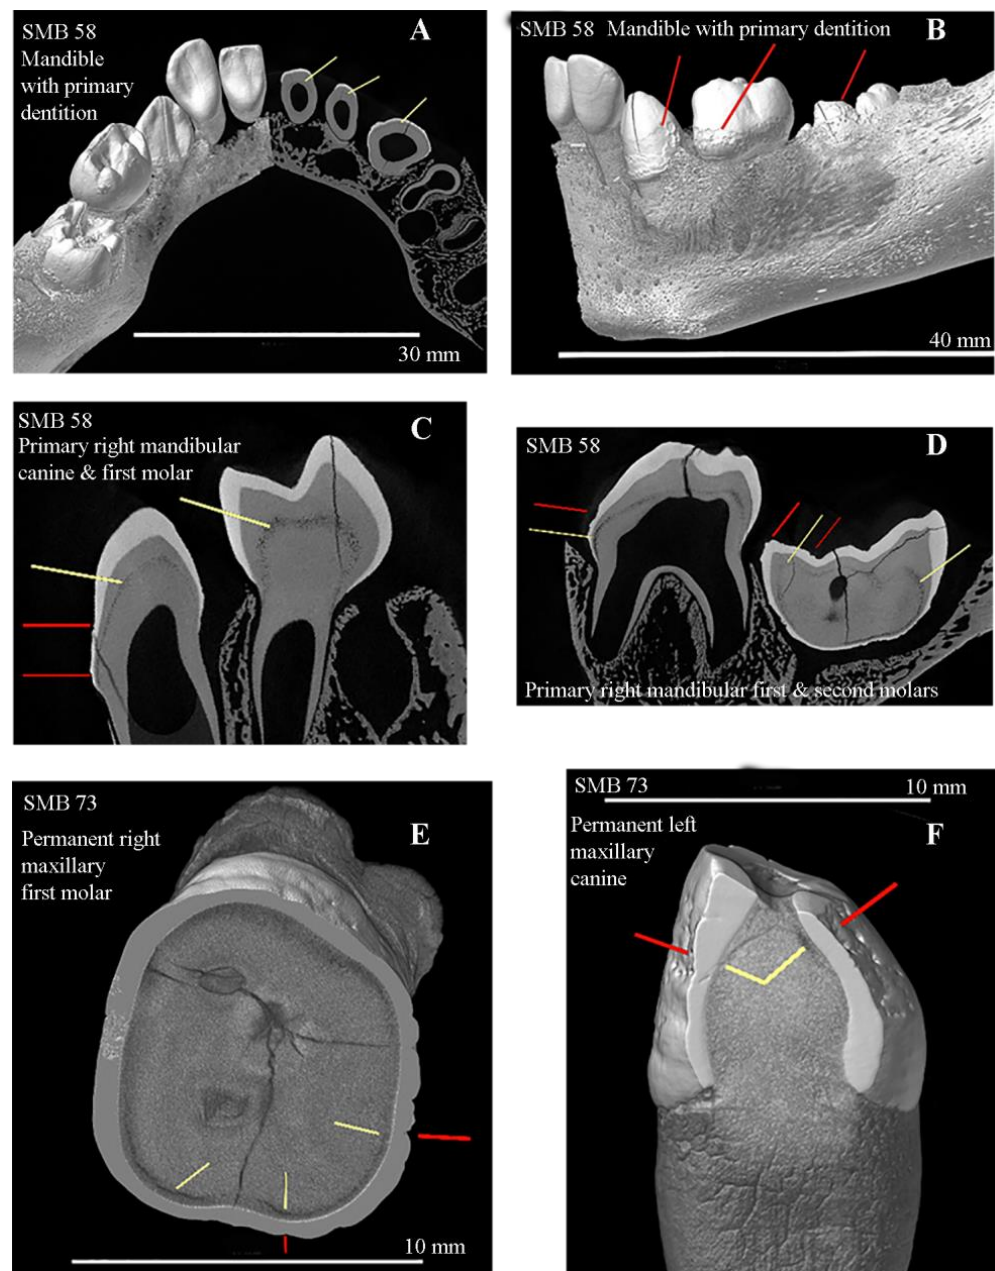 SMB 58
A
Mandible
with primary
dentition
30 mm
SMB 58 Mandible with primary dentition
B
40 mm
SMB 58
C
Primary right mandibular
canine & first molar
SMB 58
D
Primary right mandibular first & second molars
SMB 73
E
Permanent right
maxillary
first molar
10 mm
SMB 73
10 mm
Permanent left
F
maxillary
canine